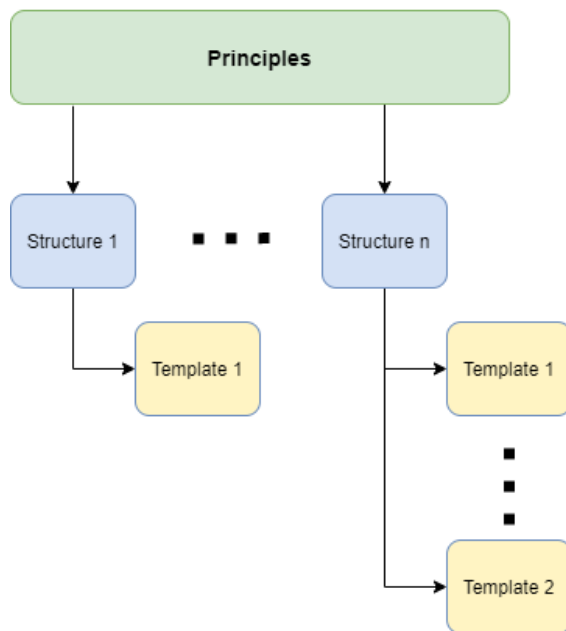 Principles
Structure 1
Structure n
Template 1
Template 1
Template 2